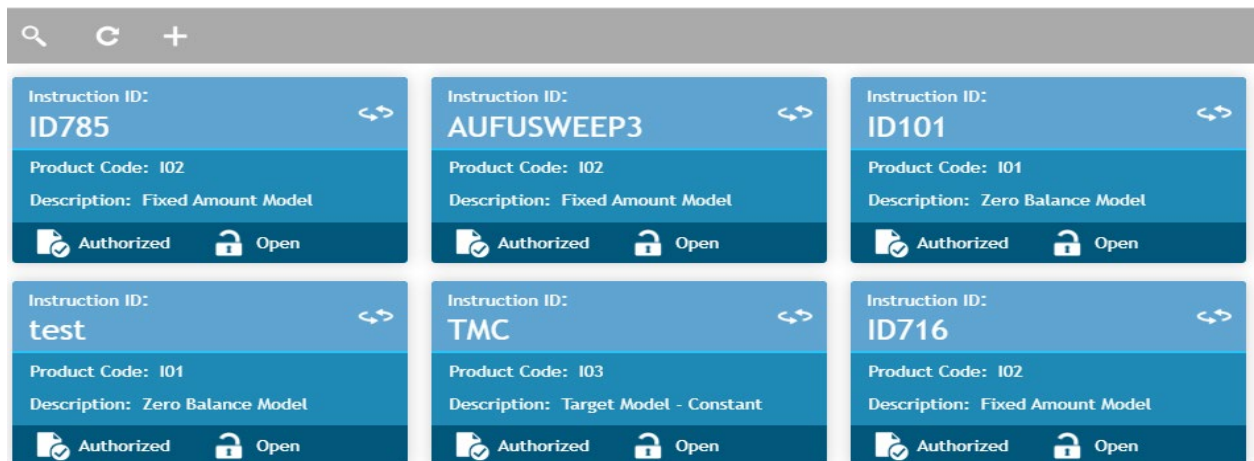 Instruction ID:
ID785
Product Code: I02
Description: Fixed Amount Model
Authorized Open
Instruction ID:
AUFUSWEEP3
Product Code: I02
Description: Fixed Amount Model
Authorized Open
Instruction ID:
ID101
Product Code: I01
Description: Zero Balance Model
Authorized Open
Instruction ID:
test
Product Code: I01
Description: Zero Balance Model
Authorized Open
Instruction ID:
TMC
Product Code: I03
Description: Target Model - Constant
Authorized Open
Instruction ID:
ID716
Product Code: I02
Description: Fixed Amount Model
Authorized Open